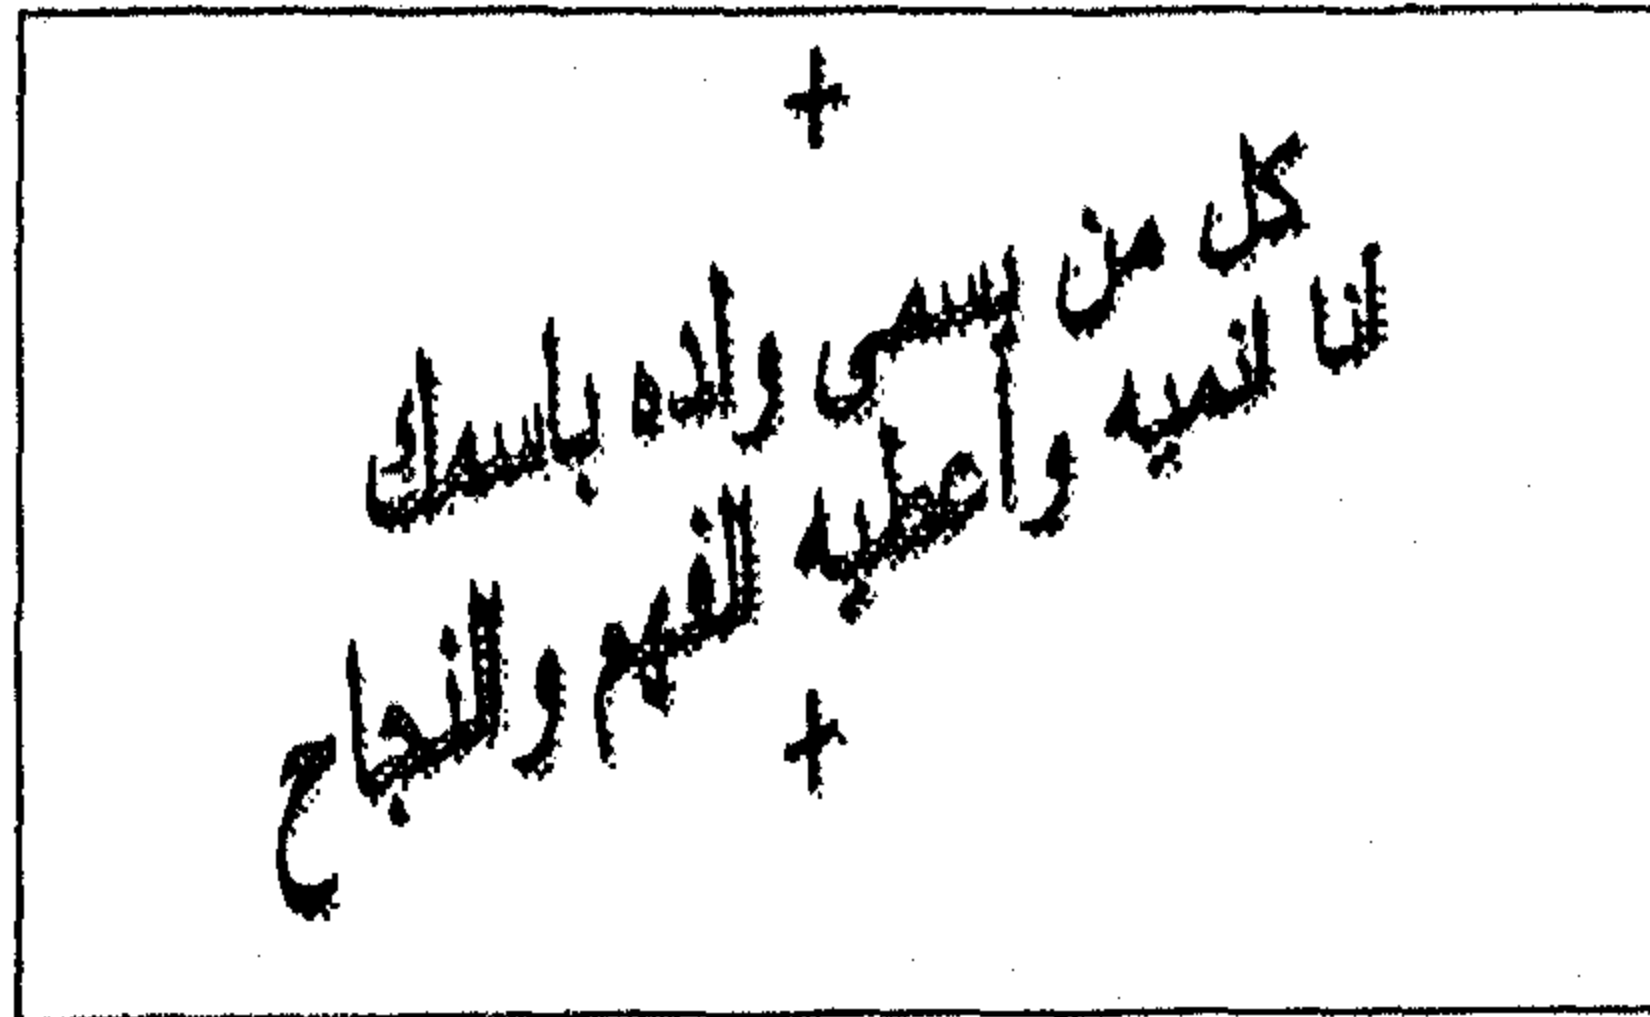 +
كل من يسمى ولده باسمك
أنا أنميه وأعطيه الفهم والنجاح
+